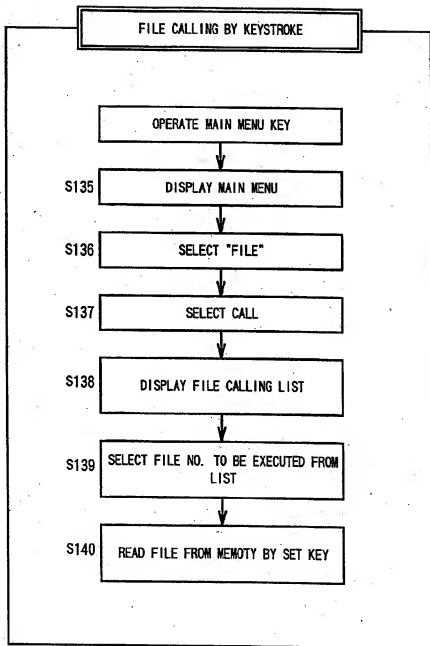 FILE CALLING BY KEYSTROKE
OPERATE MAIN MENU KEY
S135
DISPLAY MAIN MENU
S136
SELECT "FILE"
S137
SELECT CALL
S138
DISPLAY FILE CALLING LIST
S139
SELECT FILE NO. TO BE EXECUTED FROM
LIST
S140
READ FILE FROM MEMOTY BY SET KEY